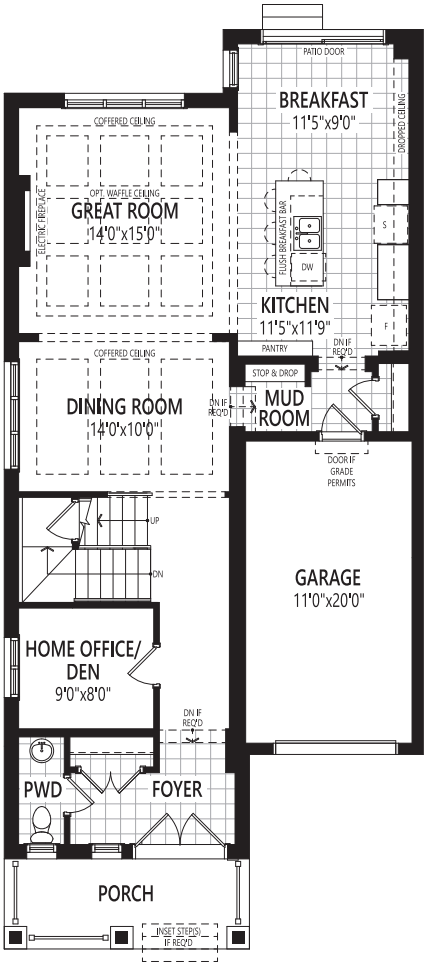 PATIO DOOR
BREAKFAST
11'5"x9'0"
DROPPED CEILING
COFFERED CEILING
OPT. WAFFLE CEILING
GREAT ROOM
14'0"x15'0"
ELECTRIC FIREPLACE
FLUSH BREAKFAST BAR
DW
S
F
KITCHEN
11'5"x11'9"
PANTRY
DN IF
REQ'D
COFFERED CEILING
STOP & DROP
DINING ROOM
14'0"x10'0"
DN IF
REQ'D
MUD
ROOM
DOOR IF
GRADE
PERMITS
UP
DN
GARAGE
11'0"x20'0"
HOME OFFICE/
DEN
9'0"x8'0"
DN IF
REQ'D
PWD
FOYER
PORCH
INSET STEP(S)
IF REQ'D